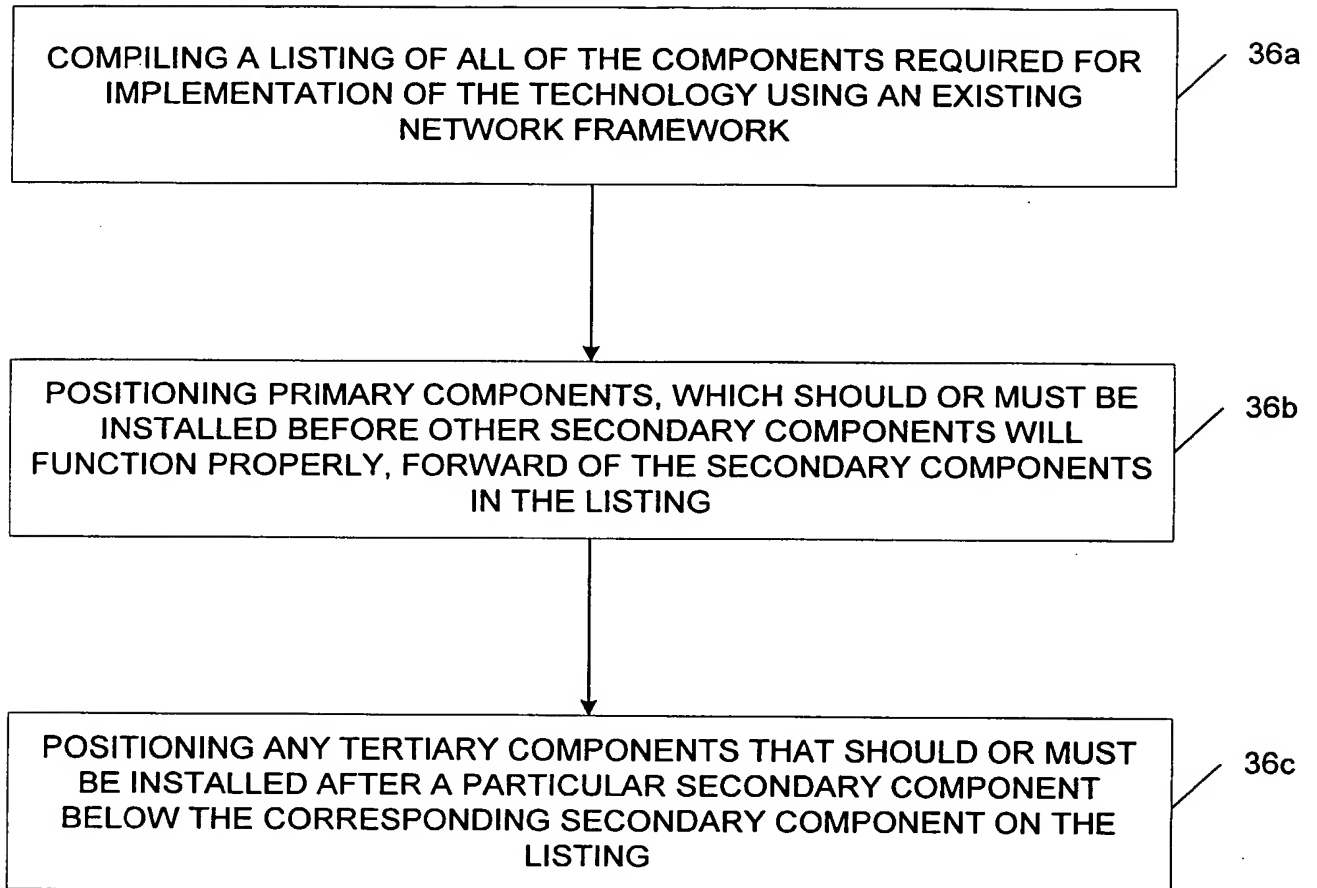 COMPILING A LISTING OF ALL OF THE COMPONENTS REQUIRED FOR
IMPLEMENTATION OF THE TECHNOLOGY USING AN EXISTING
NETWORK FRAMEWORK
36a
POSITIONING PRIMARY COMPONENTS, WHICH SHOULD OR MUST BE
INSTALLED BEFORE OTHER SECONDARY COMPONENTS WILL
FUNCTION PROPERLY, FORWARD OF THE SECONDARY COMPONENTS
IN THE LISTING
36b
POSITIONING ANY TERTIARY COMPONENTS THAT SHOULD OR MUST
BE INSTALLED AFTER A PARTICULAR SECONDARY COMPONENT
BELOW THE CORRESPONDING SECONDARY COMPONENT ON THE
LISTING
36c